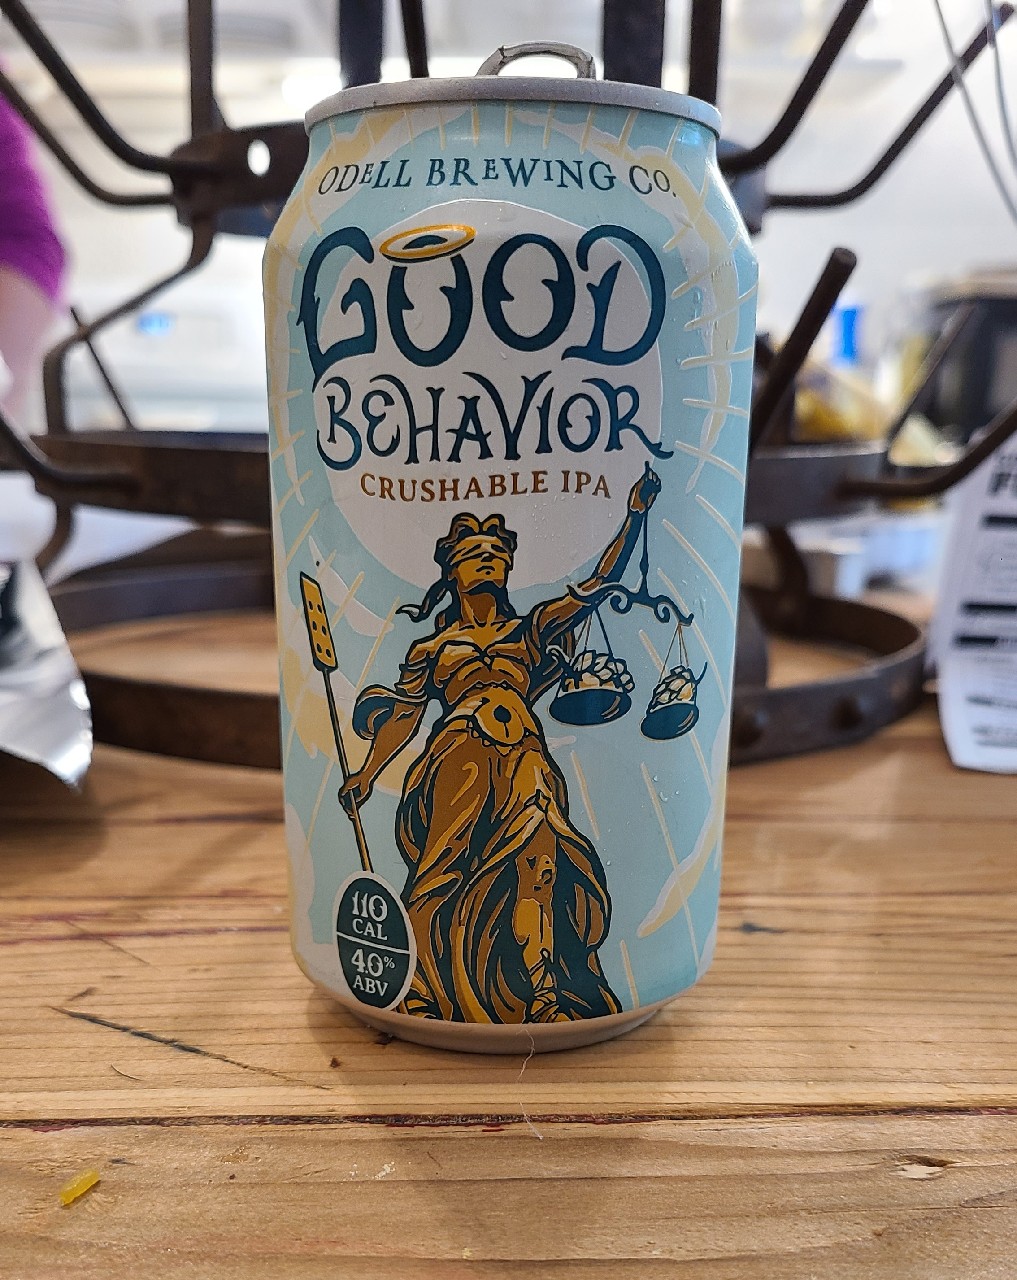 ODELL BREWING CO.
GOOD
BEHAVIOR
CRUSHABLE IPA
110
CAL
4.0%
ABV